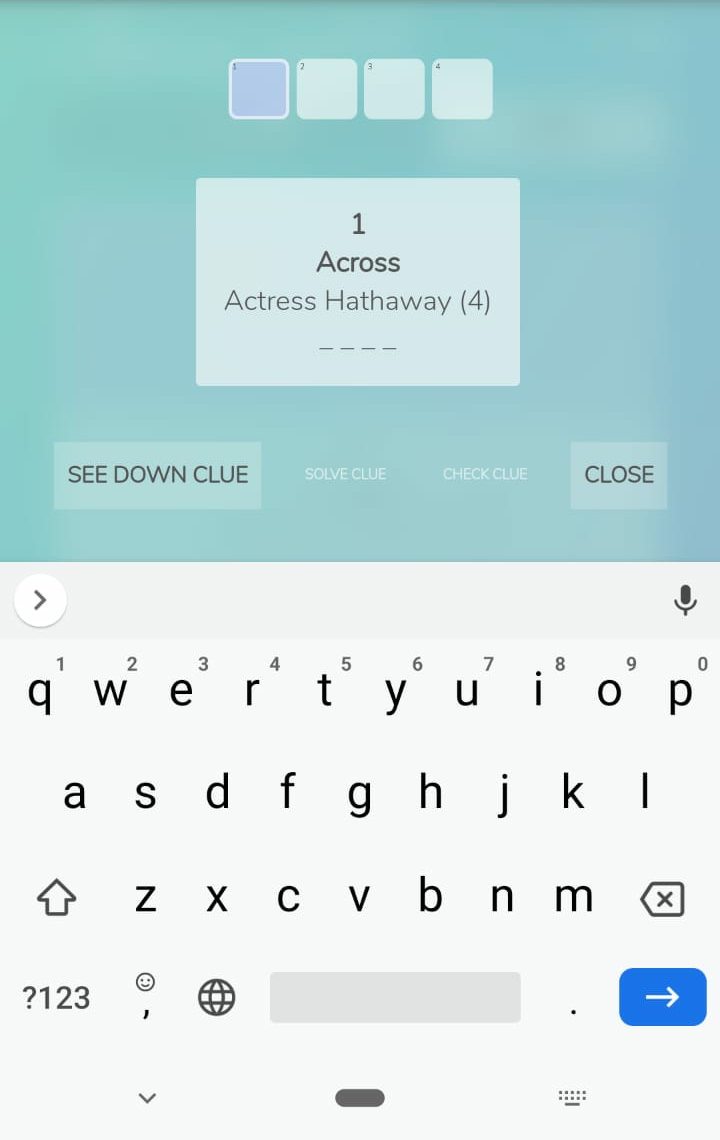 1 2 3 4
1
Across
Actress Hathaway (4)
_ _ _ _
SEE DOWN CLUE SOLVE CLUE CHECK CLUE CLOSE
1 2 3 4 5 6 7 8 9 0
q w e r t y u i o p
a s d f g h j k l
z x c v b n m
?123 , .